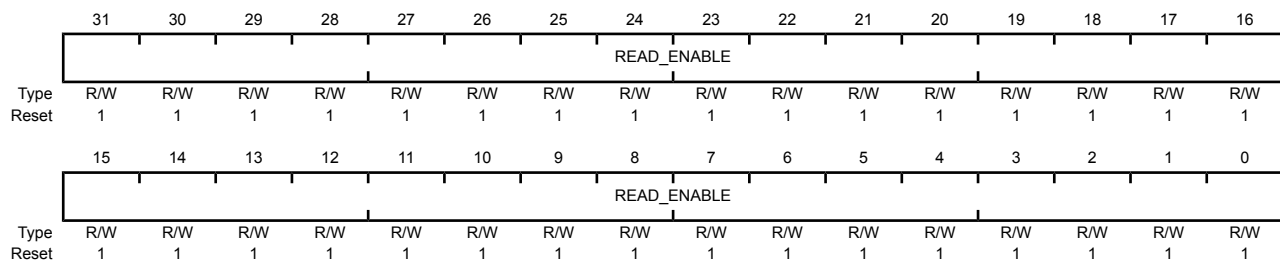 31 30 29 28 27 26 25 24 23 22 21 20 19 18 17 16
READ_ENABLE
Type R/W R/W R/W R/W R/W R/W R/W R/W R/W R/W R/W R/W R/W R/W R/W R/W
Reset 1 1 1 1 1 1 1 1 1 1 1 1 1 1 1 1
15 14 13 12 11 10 9 8 7 6 5 4 3 2 1 0
READ_ENABLE
Type R/W R/W R/W R/W R/W R/W R/W R/W R/W R/W R/W R/W R/W R/W R/W R/W
Reset 1 1 1 1 1 1 1 1 1 1 1 1 1 1 1 1